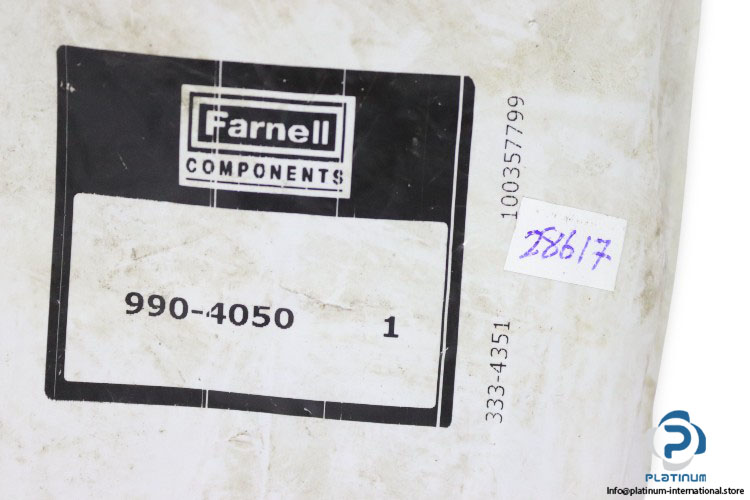 Farnell
COMPONENTS
990-4050 1
100357799
333-4351
28617
PLATINUM
Info@platinum-international.store